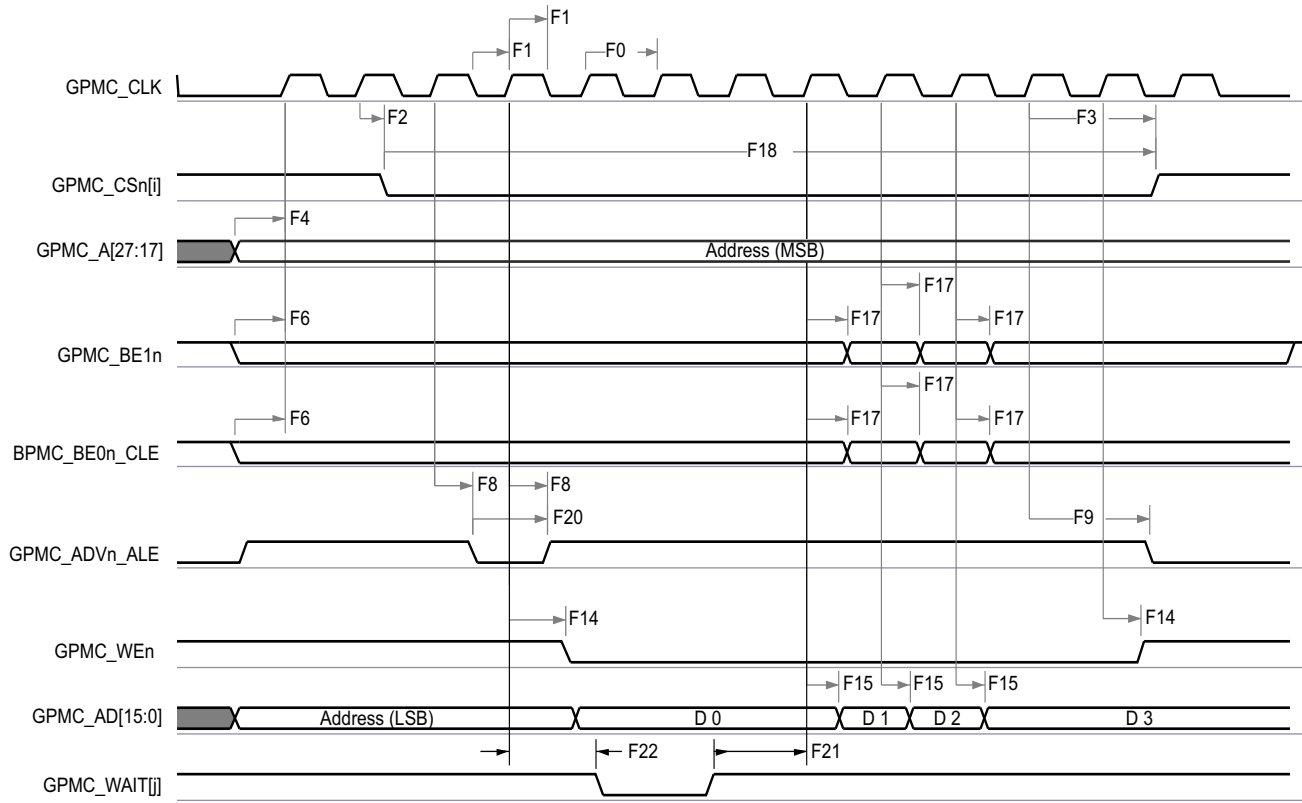 F1
F1 F0
GPMC_CLK
F2 F3
F18
GPMC_CSn[i]
F4
GPMC_A[27:17] Address (MSB)
F17
F6 F17 F17
GPMC_BE1n
F17
F6 F17 F17
BPMC_BE0n_CLE
F8 F8
F20 F9
GPMC_ADVn_ALE
F14 F14
GPMC_WEn
F15 F15 F15
GPMC_AD[15:0] Address (LSB) D 0 D 1 D 2 D 3
F22 F21
GPMC_WAIT[j]